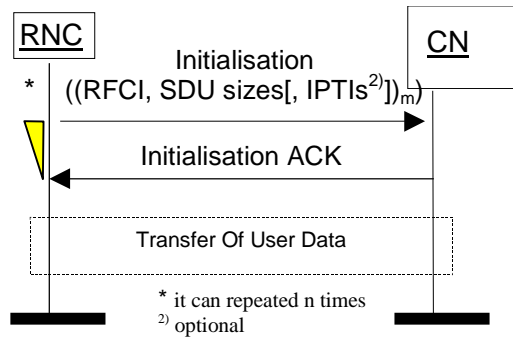 RNC
CN
Initialisation
*
((RFCI, SDU sizes[, IPTIs2)])m)
Initialisation ACK
Transfer Of User Data
* it can repeated n times
2) optional